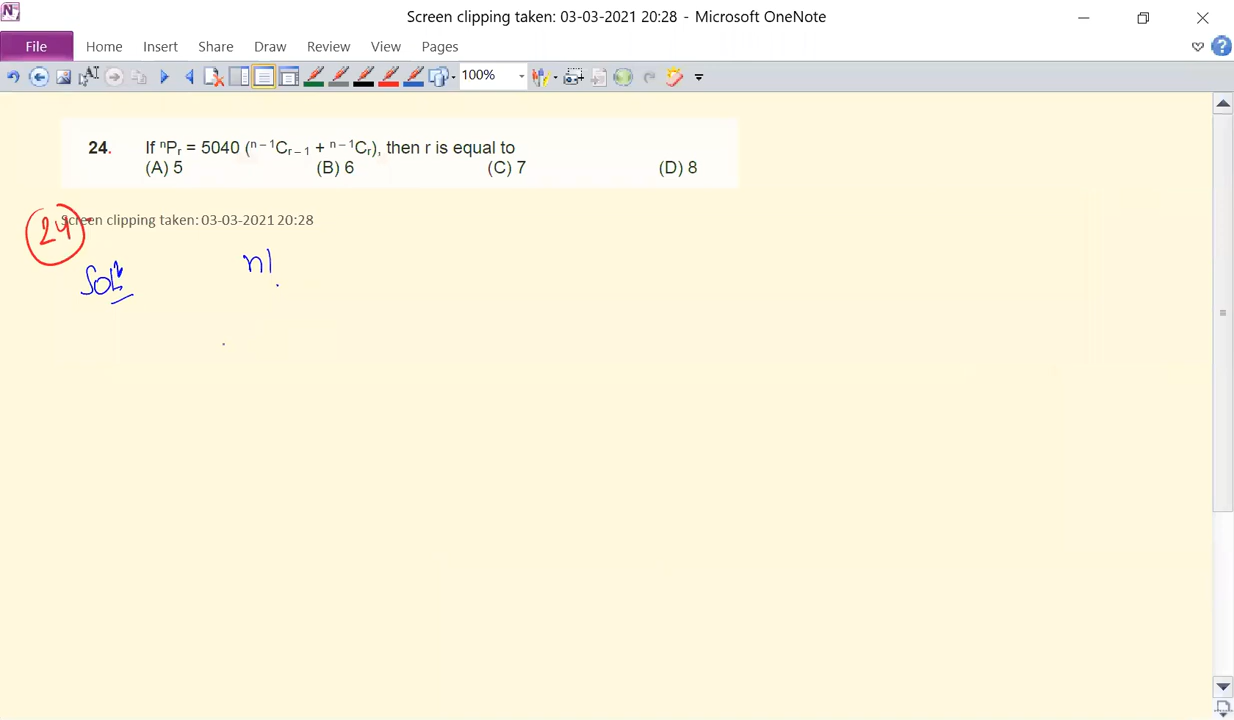 Screen clipping taken: 03-03-2021 20:28 - Microsoft OneNote
File Home Insert Share Draw Review View Pages
100%
24. If ⁿPᵣ = 5040 (ⁿ⁻¹Cᵣ₋₁ + ⁿ⁻¹Cᵣ), then r is equal to
(A) 5 (B) 6 (C) 7 (D) 8
Screen clipping taken: 03-03-2021 20:28
24
Solⁿ n!